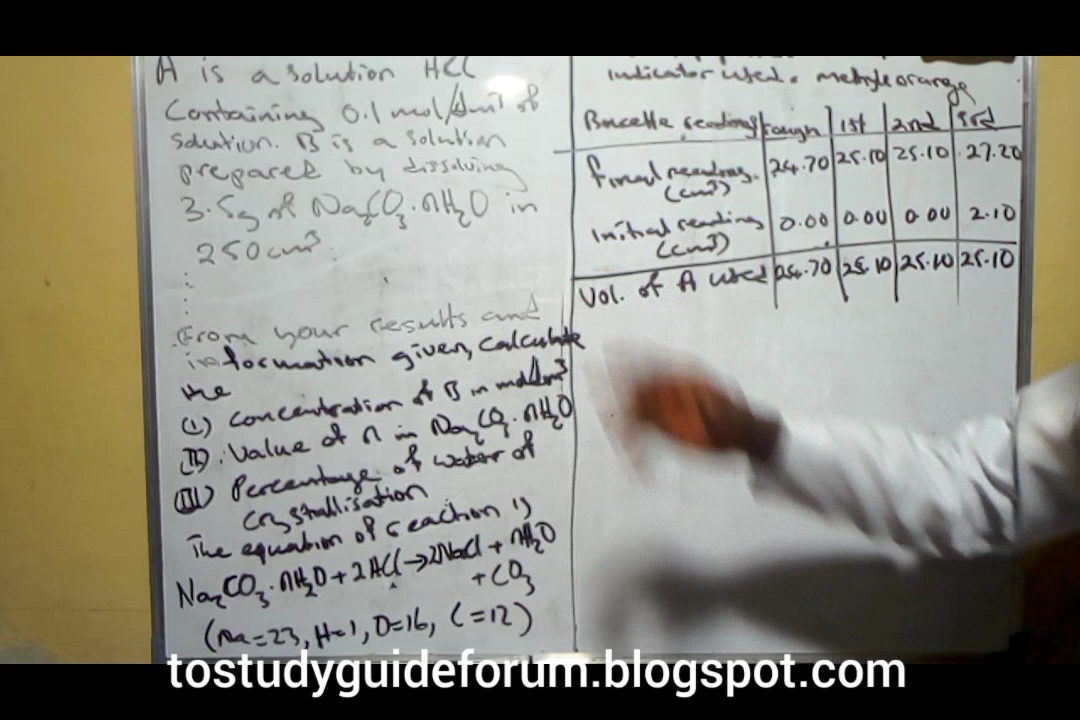 A is a solution HCl
Containing 0.1 mol/dm³ of
solution. B is a solution
prepared by dissolving
3.5g of Na₂CO₃.nH₂O in
250cm³.
From your results and
information given, calculate
the
(I) Concentration of B in mol/dm³
(II). Value of n in Na₂CO₃.nH₂O
(III) Percentage of water of
crystallisation
The equation of reaction is
Na₂CO₃.nH₂O + 2HCl → 2NaCl + nH₂O
+ CO₃
(Na=23, H=1, O=16, C=12)
Indicator used = methyle orange
Burette reading rough 1st 2nd 3rd
Final reading (cm³) 24.70 25.10 25.10 27.20
Initial reading (cm³) 0.00 0.00 0.00 2.10
Vol. of A used 24.70 25.10 25.10 25.10
tostudyguideforum.blogspot.com